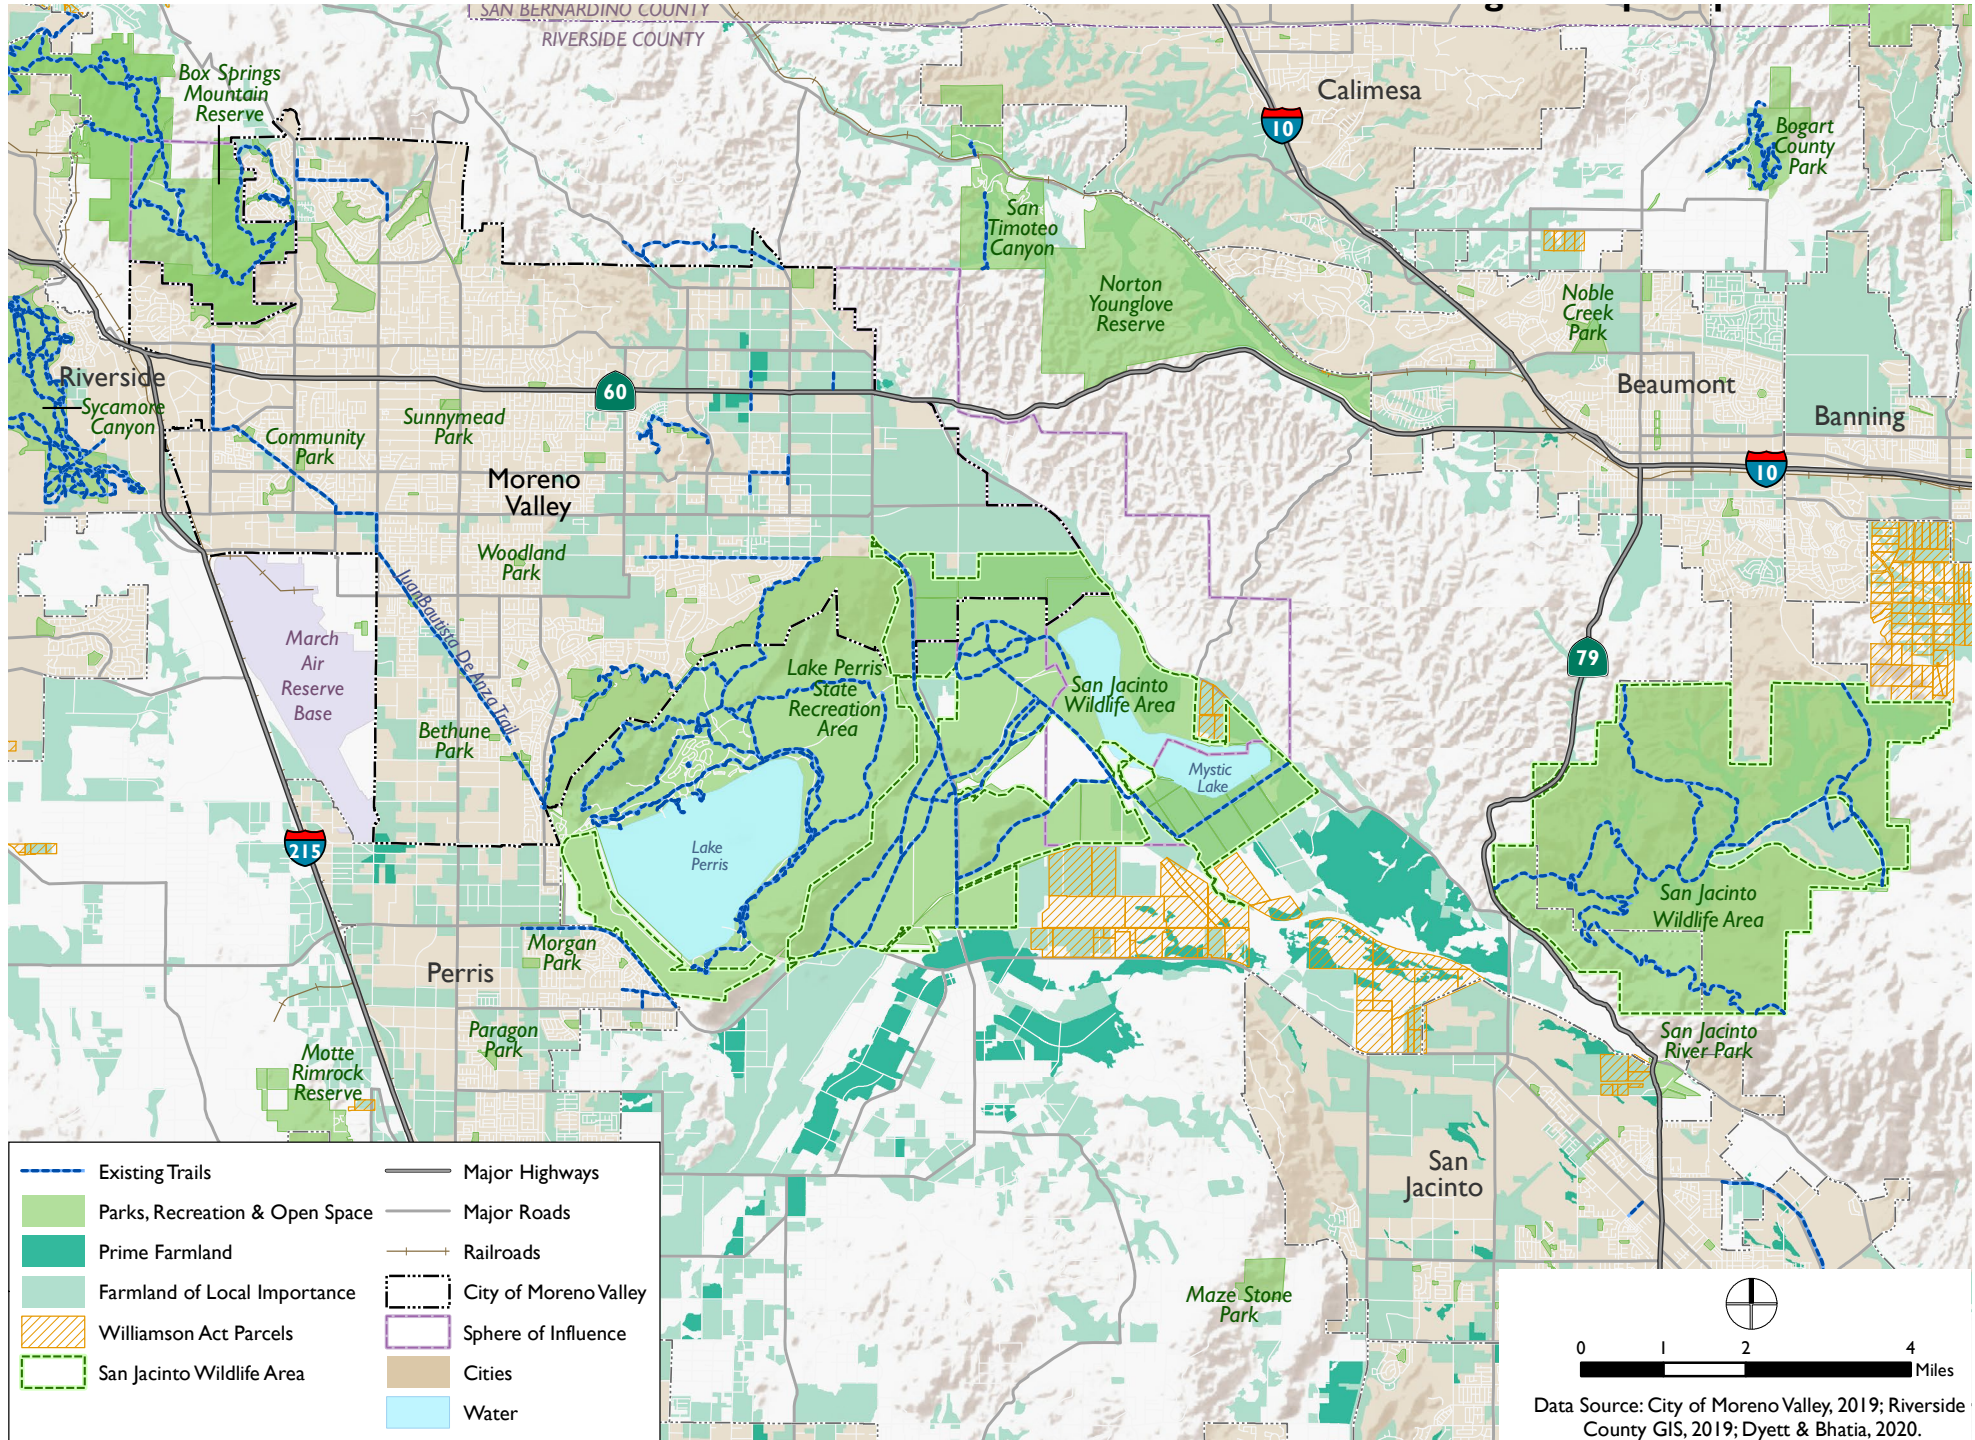 SAN BERNARDINO COUNTY
RIVERSIDE COUNTY
Box Springs
Mountain
Reserve
Calimesa
10
Bogart
County
Park
San
Timoteo
Canyon
Norton
Younglove
Reserve
Noble
Creek
Park
Riverside
Sycamore
Canyon
60
Sunnymead
Park
Community
Park
Beaumont
Banning
Moreno
Valley
10
Woodland
Park
Juan Bautista De Anza Trail
March
Air
Reserve
Base
79
Lake Perris
State
Recreation
Area
San Jacinto
Wildlife Area
Bethune
Park
Mystic
Lake
215
Lake
Perris
San Jacinto
Wildlife Area
Morgan
Park
Perris
Paragon
Park
Motte
Rimrock
Reserve
San Jacinto
River Park
San
Jacinto
Maze Stone
Park
Existing Trails
Parks, Recreation & Open Space
Prime Farmland
Farmland of Local Importance
Williamson Act Parcels
San Jacinto Wildlife Area
Major Highways
Major Roads
Railroads
City of Moreno Valley
Sphere of Influence
Cities
Water
0 1 2 4
Miles
Data Source: City of Moreno Valley, 2019; Riverside
County GIS, 2019; Dyett & Bhatia, 2020.